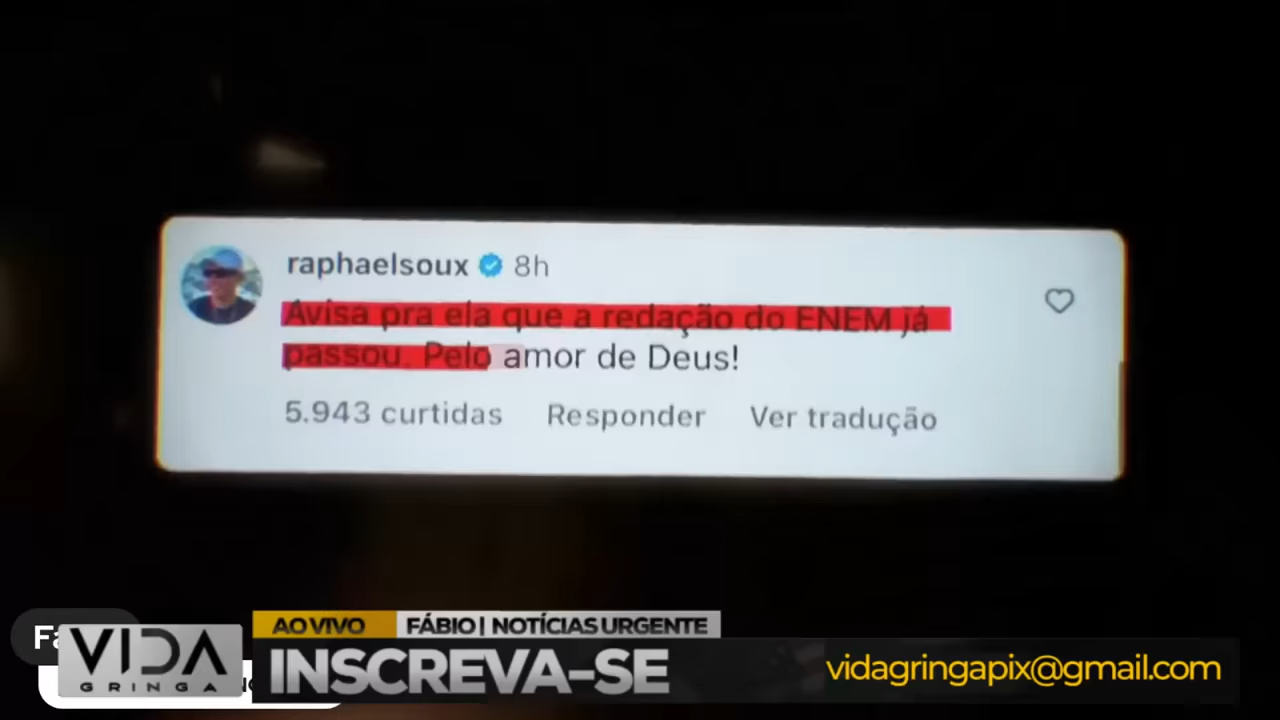 raphaelsoux 8h
Avisa pra ela que a redação do ENEM já
passou. Pelo amor de Deus!
5.943 curtidas Responder Ver tradução
AO VIVO FÁBIO | NOTÍCIAS URGENTE
VIDA
GRINGA
INSCREVA-SE
vidagringapix@gmail.com